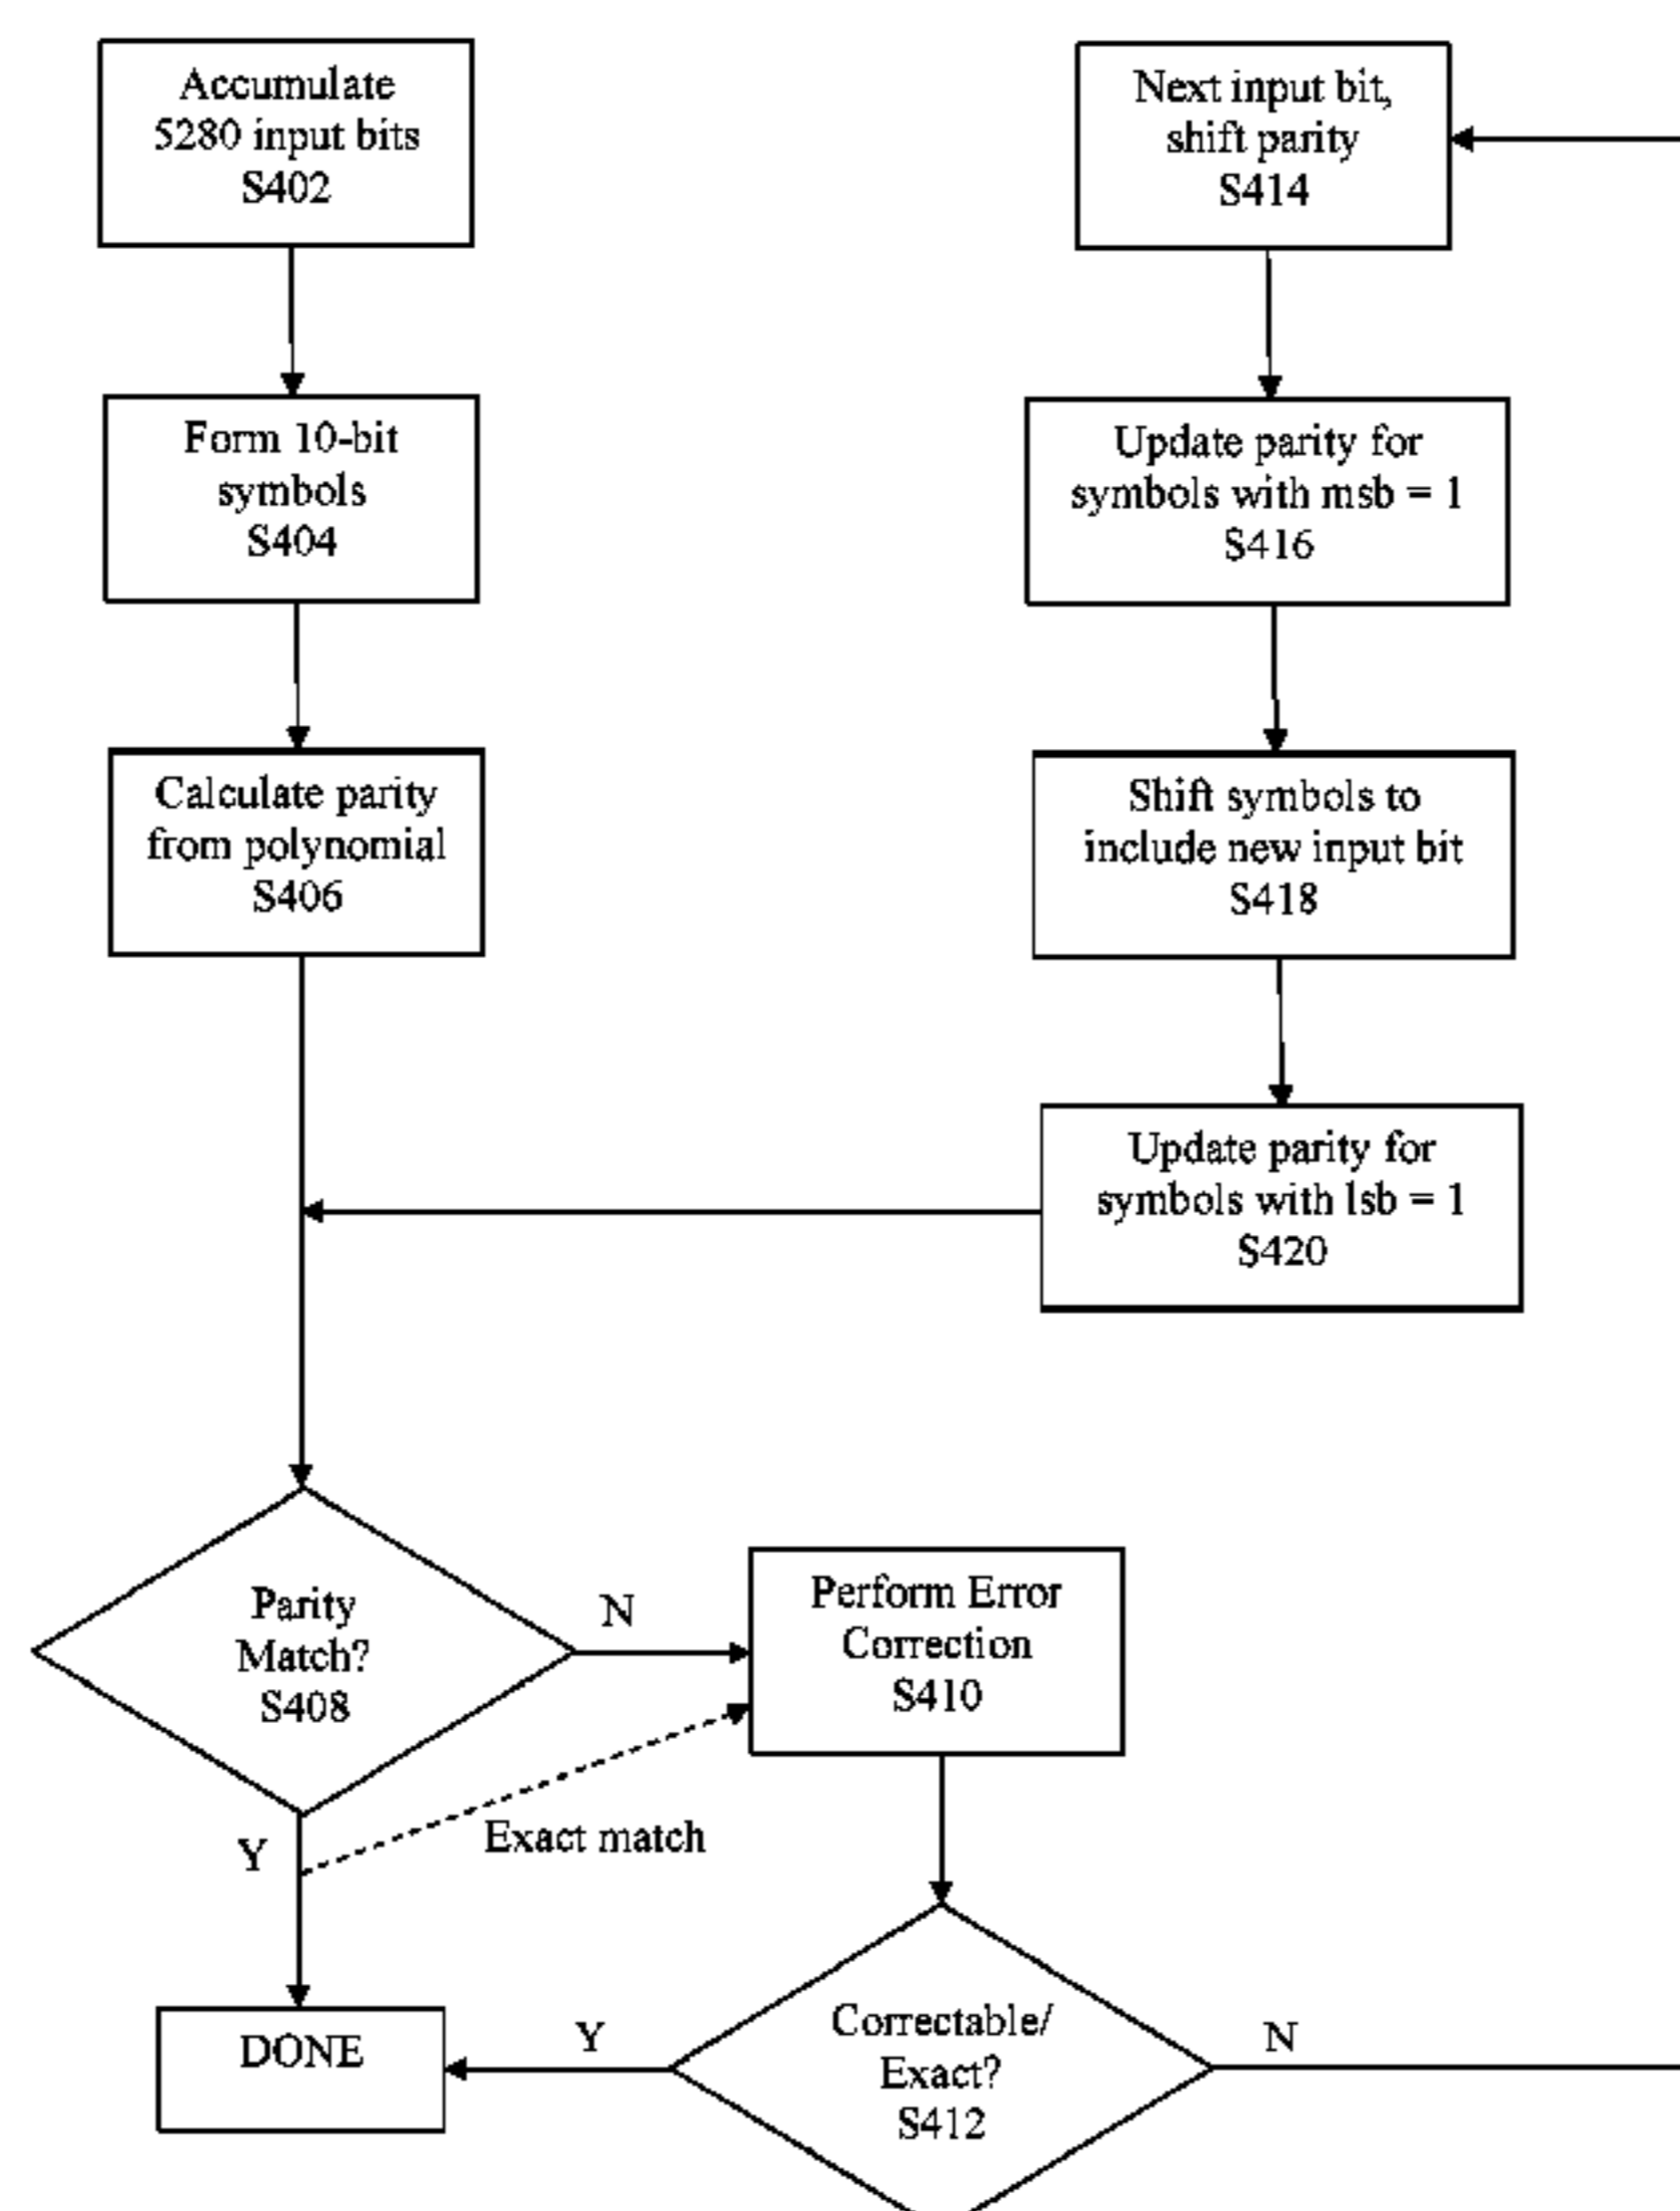 Accumulate
5280 input bits
S402
Form 10-bit
symbols
S404
Calculate parity
from polynomial
S406
Next input bit,
shift parity
S414
Update parity for
symbols with msb = 1
S416
Shift symbols to
include new input bit
S418
Update parity for
symbols with lsb = 1
S420
Parity
Match?
S408
N
Perform Error
Correction
S410
Y
Exact match
DONE
Y
Correctable/
Exact?
S412
N